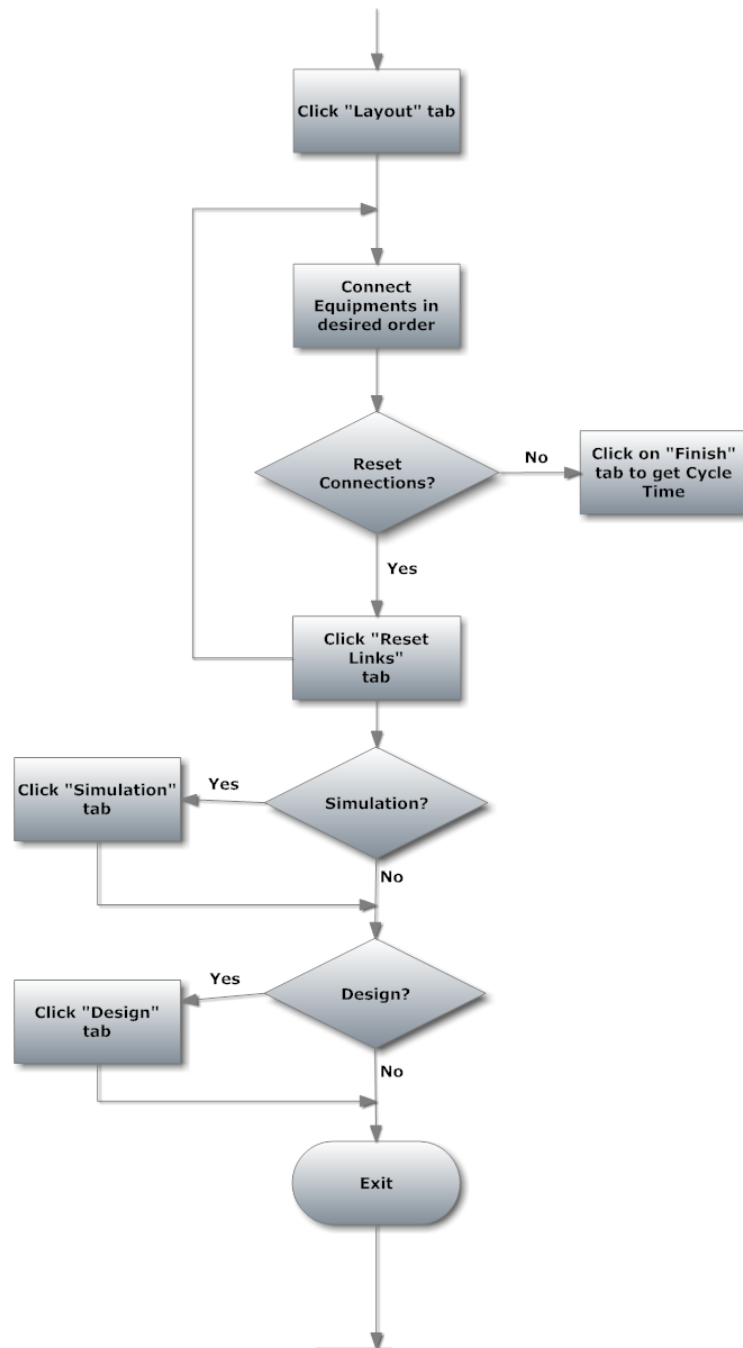 Click "Layout" tab
Connect
Equipments in
desired order
Reset
Connections?
No
Click on "Finish"
tab to get Cycle
Time
Yes
Click "Reset
Links"
tab
Simulation?
Yes
Click "Simulation"
tab
No
Design?
Yes
Click "Design"
tab
No
Exit